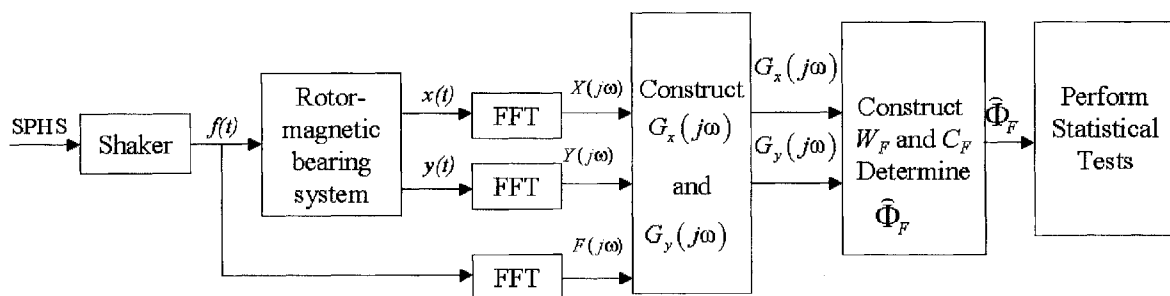 SPHS
Shaker
f(t)
Rotor-
magnetic
bearing
system
x(t)
y(t)
FFT
FFT
FFT
X(jω)
Y(jω)
F(jω)
Construct
G_x(jω)
and
G_y(jω)
G_x(jω)
G_y(jω)
Construct
W_F and C_F
Determine
Φ̂_F
Φ̂_F
Perform
Statistical
Tests